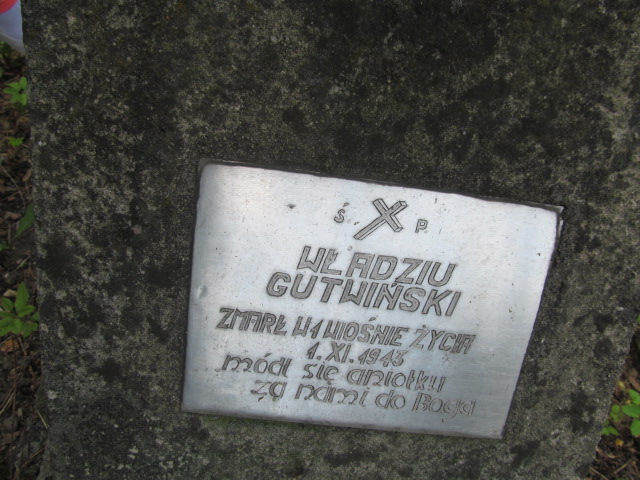 Ś P
WŁADZIU
GUTWIŃSKI
ZMARŁ W 1 WIOŚNIE ŻYCIA
1. XI. 1943
módl się aniołku
za nami do Boga